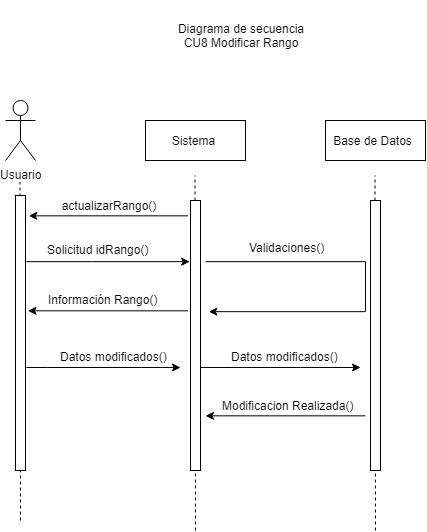 Diagrama de secuencia
CU8 Modificar Rango
Usuario
Sistema
Base de Datos
actualizarRango()
Solicitud idRango()
Validaciones()
Información Rango()
Datos modificados()
Datos modificados()
Modificacion Realizada()